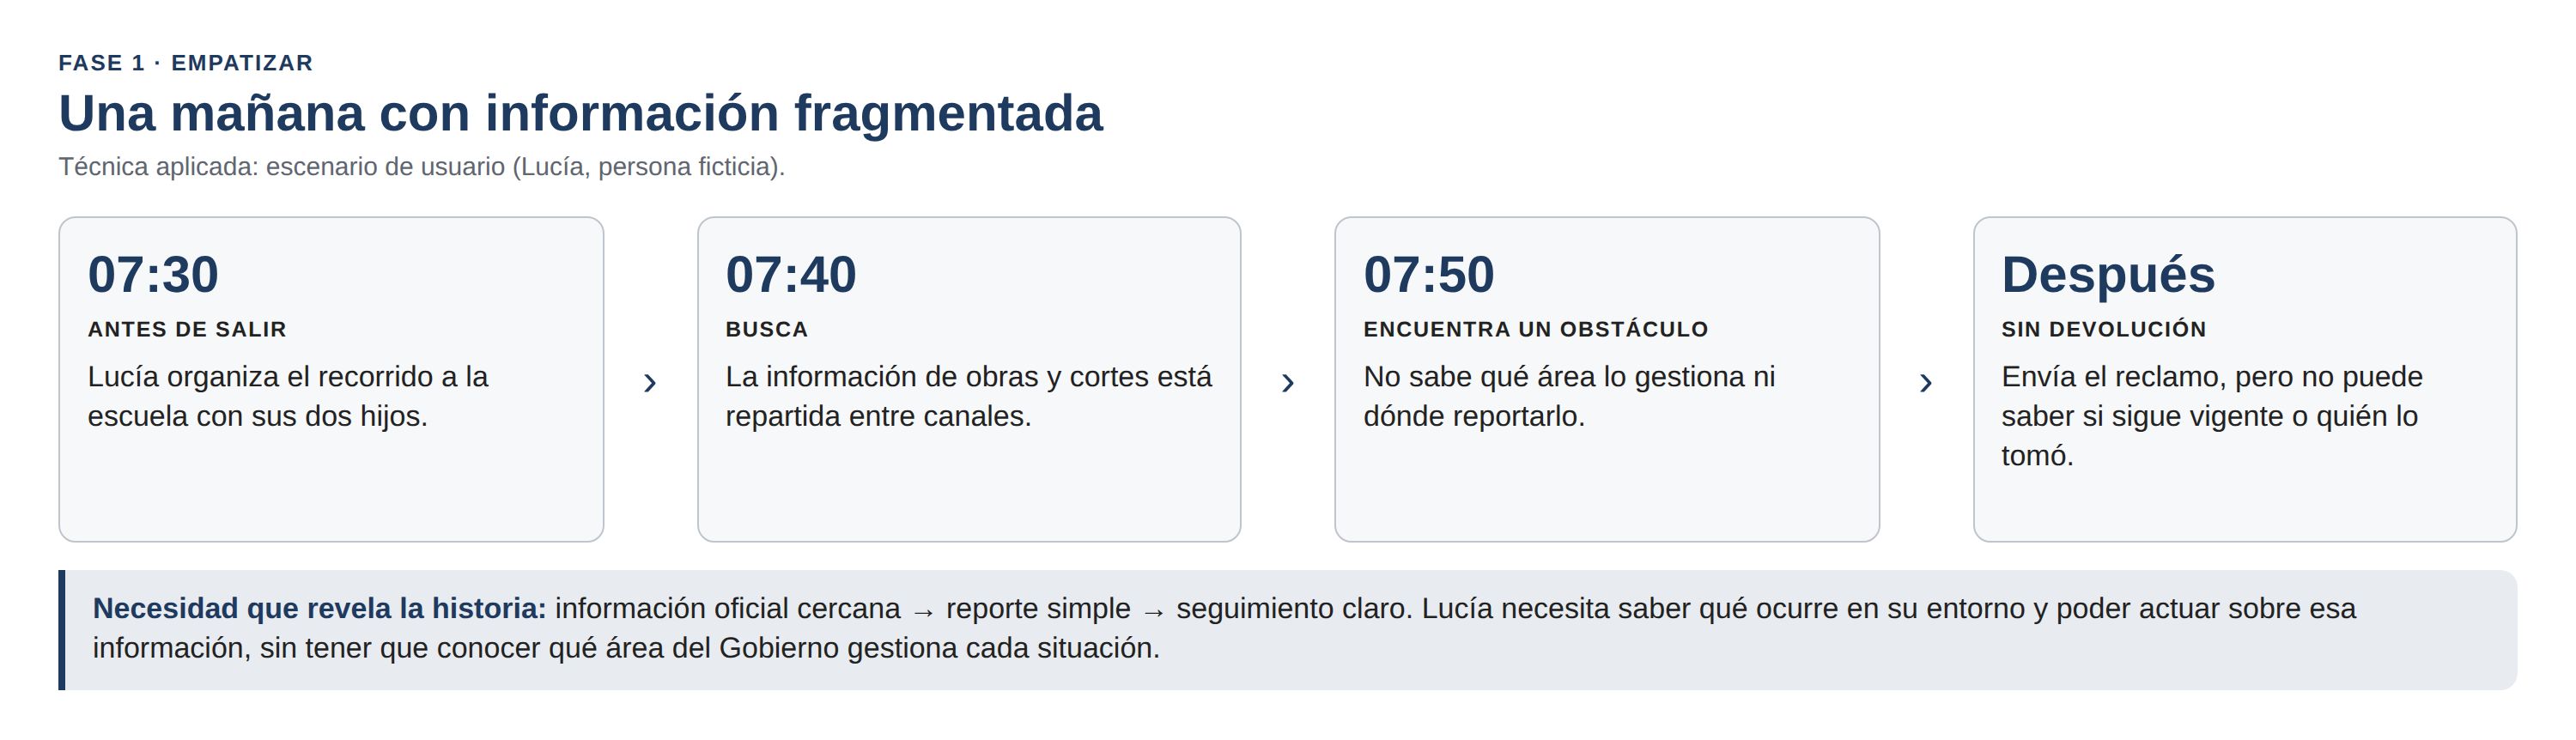 FASE 1 · EMPATIZAR
Una mañana con información fragmentada
Técnica aplicada: escenario de usuario (Lucía, persona ficticia).
07:30
ANTES DE SALIR
Lucía organiza el recorrido a la
escuela con sus dos hijos.
›
07:40
BUSCA
La información de obras y cortes está
repartida entre canales.
›
07:50
ENCUENTRA UN OBSTÁCULO
No sabe qué área lo gestiona ni
dónde reportarlo.
›
Después
SIN DEVOLUCIÓN
Envía el reclamo, pero no puede
saber si sigue vigente o quién lo
tomó.
Necesidad que revela la historia: información oficial cercana → reporte simple → seguimiento claro. Lucía necesita saber qué ocurre en su entorno y poder actuar sobre esa
información, sin tener que conocer qué área del Gobierno gestiona cada situación.